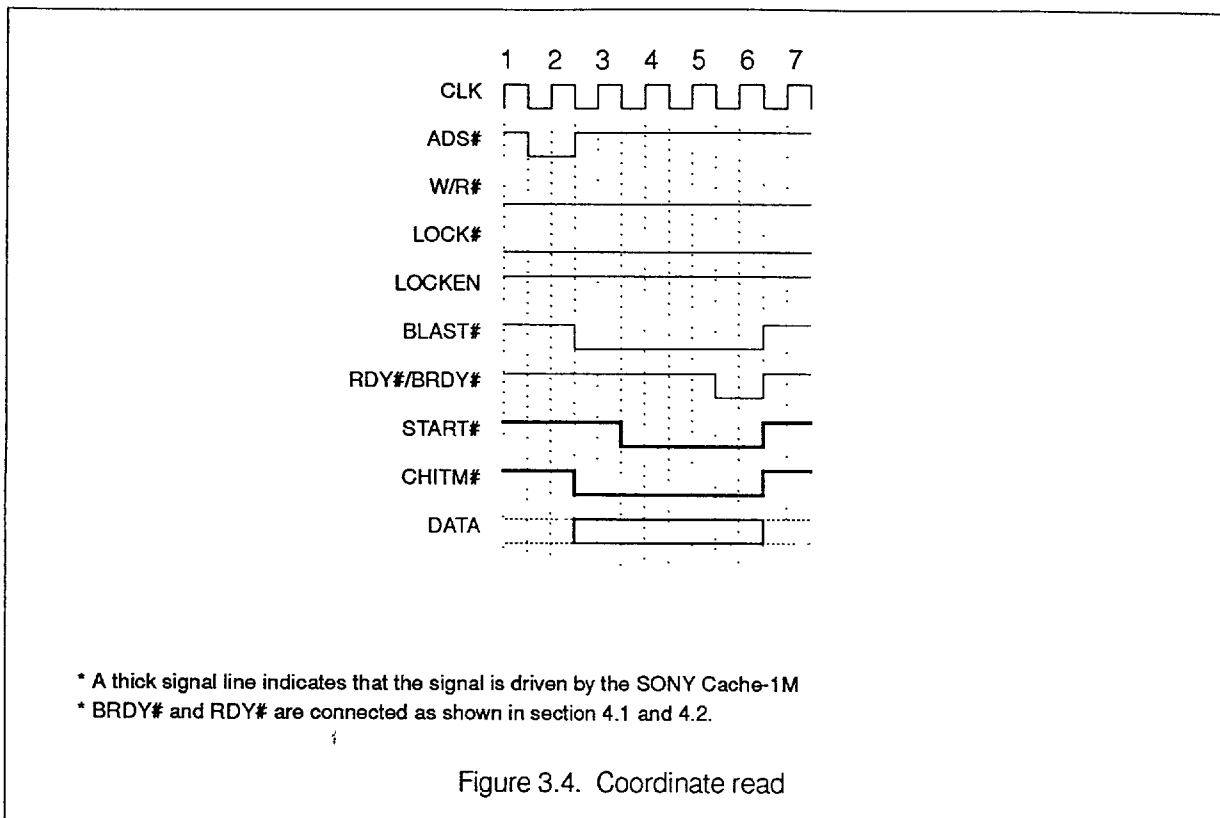 1 2 3 4 5 6 7
CLK
ADS#
W/R#
LOCK#
LOCKEN
BLAST#
RDY#/BRDY#
START#
CHITM#
DATA
* A thick signal line indicates that the signal is driven by the SONY Cache-1M
* BRDY# and RDY# are connected as shown in section 4.1 and 4.2.
Figure 3.4. Coordinate read